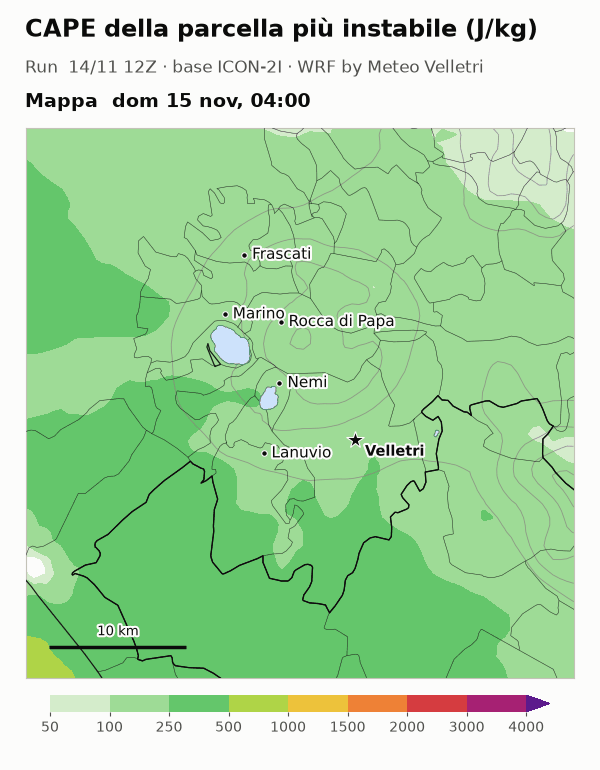 CAPE della parcella più instabile (J/kg)
Run  14/11 12Z · base ICON-2I · WRF by Meteo Velletri
Mappa  dom 15 nov, 04:00
Frascati
Marino
Rocca di Papa
Nemi
Velletri
Lanuvio
10 km
50 100 250 500 1000 1500 2000 3000 4000